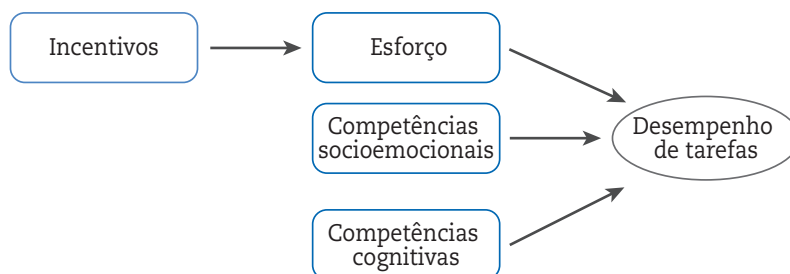 Incentivos
Esforço
Competências
socioemocionais
Desempenho
de tarefas
Competências
cognitivas